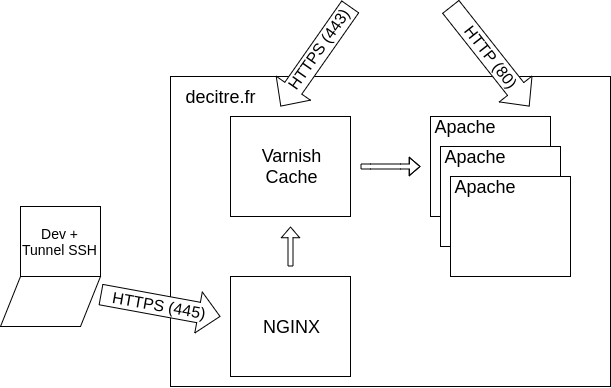 HTTPS (443)
HTTP (80)
decitre.fr
Varnish
Cache
Apache
Apache
Apache
Dev +
Tunnel SSH
HTTPS (445)
NGINX